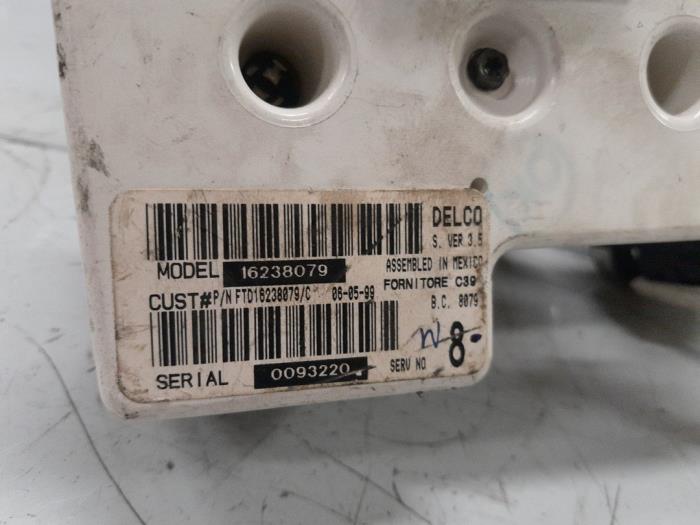 DELCO
S. VER 3.5
MODEL 16238079
ASSEMBLED IN MEXICO
FORNITORE C39
CUST# P/N FTD16238079/C 06-05-99
B.C. 8079
SERIAL 0093220
SERV NO 8